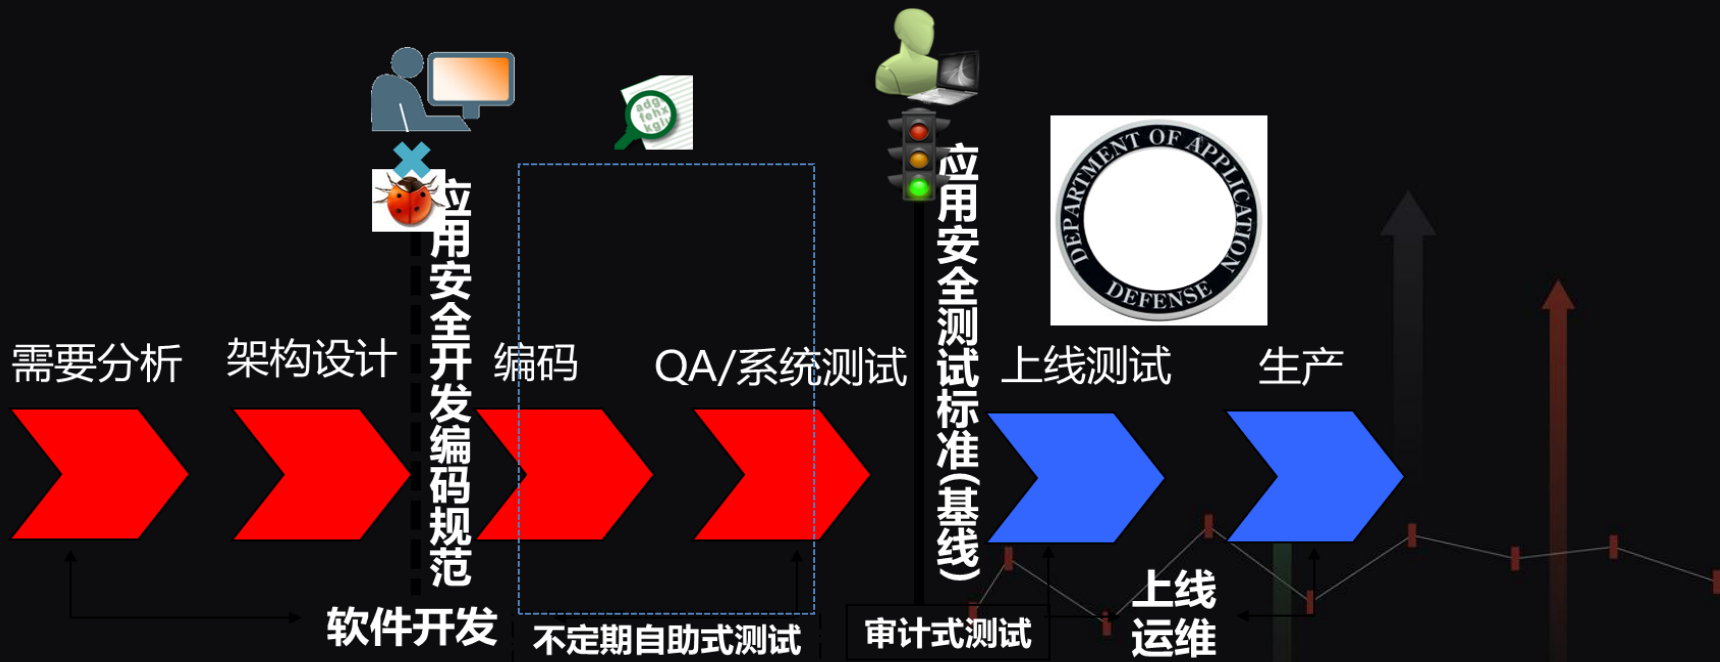 需要分析
架构设计
应用安全开发编码规范
编码
QA/系统测试
应用安全测试标准(基线)
上线测试
生产
DEPARTMENT OF APPLICATION
DEFENSE
adg
fehx
kglv
软件开发
不定期自助式测试
审计式测试
上线
运维